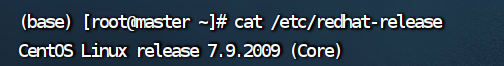 (base) [root@master ~]# cat /etc/redhat-release
CentOS Linux release 7.9.2009 (Core)